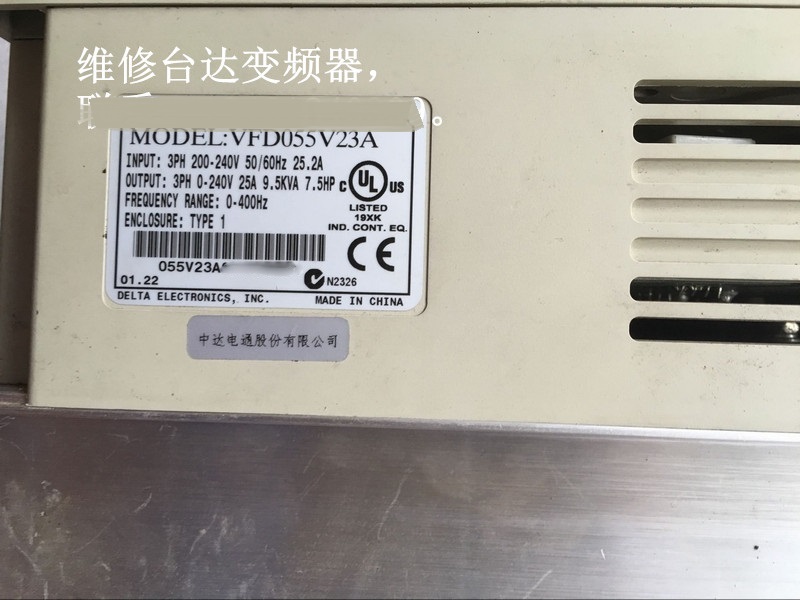 维修台达变频器，
MODEL:VFD055V23A
INPUT: 3PH 200-240V 50/60Hz 25.2A
OUTPUT: 3PH 0-240V 25A 9.5KVA 7.5HP
FREQUENCY RANGE: 0-400Hz
ENCLOSURE: TYPE 1
C UL US
LISTED
19XK
IND. CONT. EQ.
055V23A
CE
01.22
N2326
DELTA ELECTRONICS, INC.
MADE IN CHINA
中达电通股份有限公司